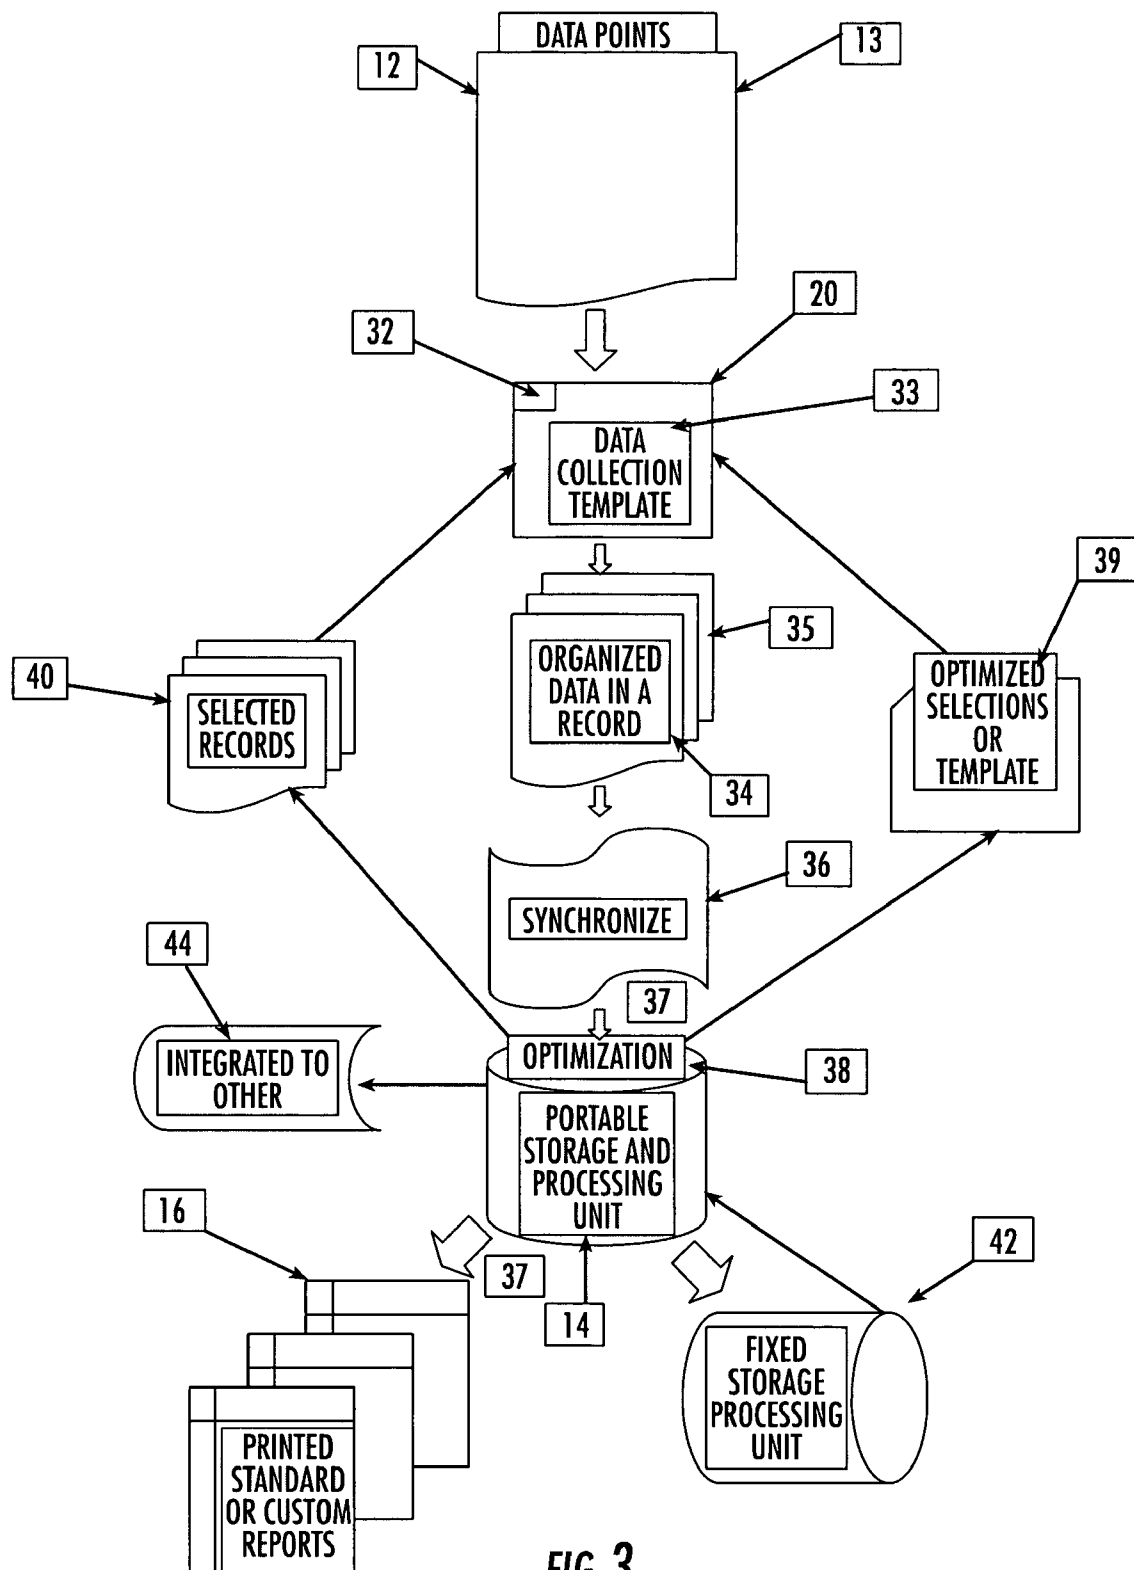 DATA POINTS
12
13
20
32
33
DATA
COLLECTION
TEMPLATE
39
35
40
ORGANIZED
DATA IN A
RECORD
OPTIMIZED
SELECTIONS
OR
TEMPLATE
SELECTED
RECORDS
34
36
SYNCHRONIZE
44
37
INTEGRATED TO
OTHER
OPTIMIZATION
38
PORTABLE
STORAGE AND
PROCESSING
UNIT
16
42
37
14
FIXED
STORAGE
PROCESSING
UNIT
PRINTED
STANDARD
OR CUSTOM
REPORTS
FIG. 3